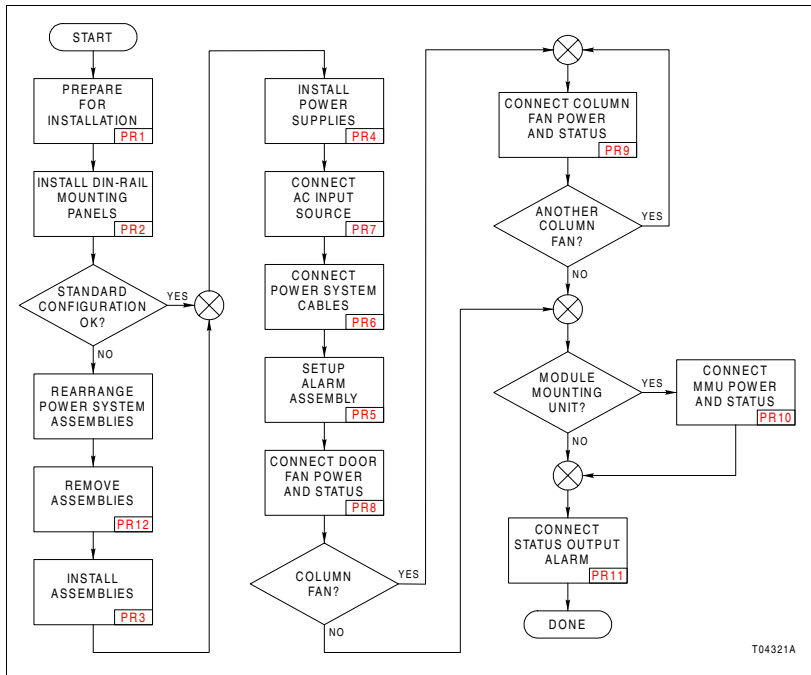 START
PREPARE
FOR
INSTALLATION
PR1
INSTALL DIN-RAIL
MOUNTING
PANELS
PR2
STANDARD
CONFIGURATION
OK?
YES
NO
REARRANGE
POWER SYSTEM
ASSEMBLIES
REMOVE
ASSEMBLIES
PR12
INSTALL
ASSEMBLIES
PR3
INSTALL
POWER
SUPPLIES
PR4
CONNECT
AC INPUT
SOURCE
PR7
CONNECT
POWER SYSTEM
CABLES
PR6
SETUP
ALARM
ASSEMBLY
PR5
CONNECT DOOR
FAN POWER
AND STATUS
PR8
COLUMN
FAN?
YES
NO
CONNECT COLUMN
FAN POWER
AND STATUS
PR9
ANOTHER
COLUMN
FAN?
YES
NO
MODULE
MOUNTING
UNIT?
YES
NO
CONNECT
MMU POWER
AND STATUS
PR10
CONNECT
STATUS OUTPUT
ALARM
PR11
DONE
T04321A